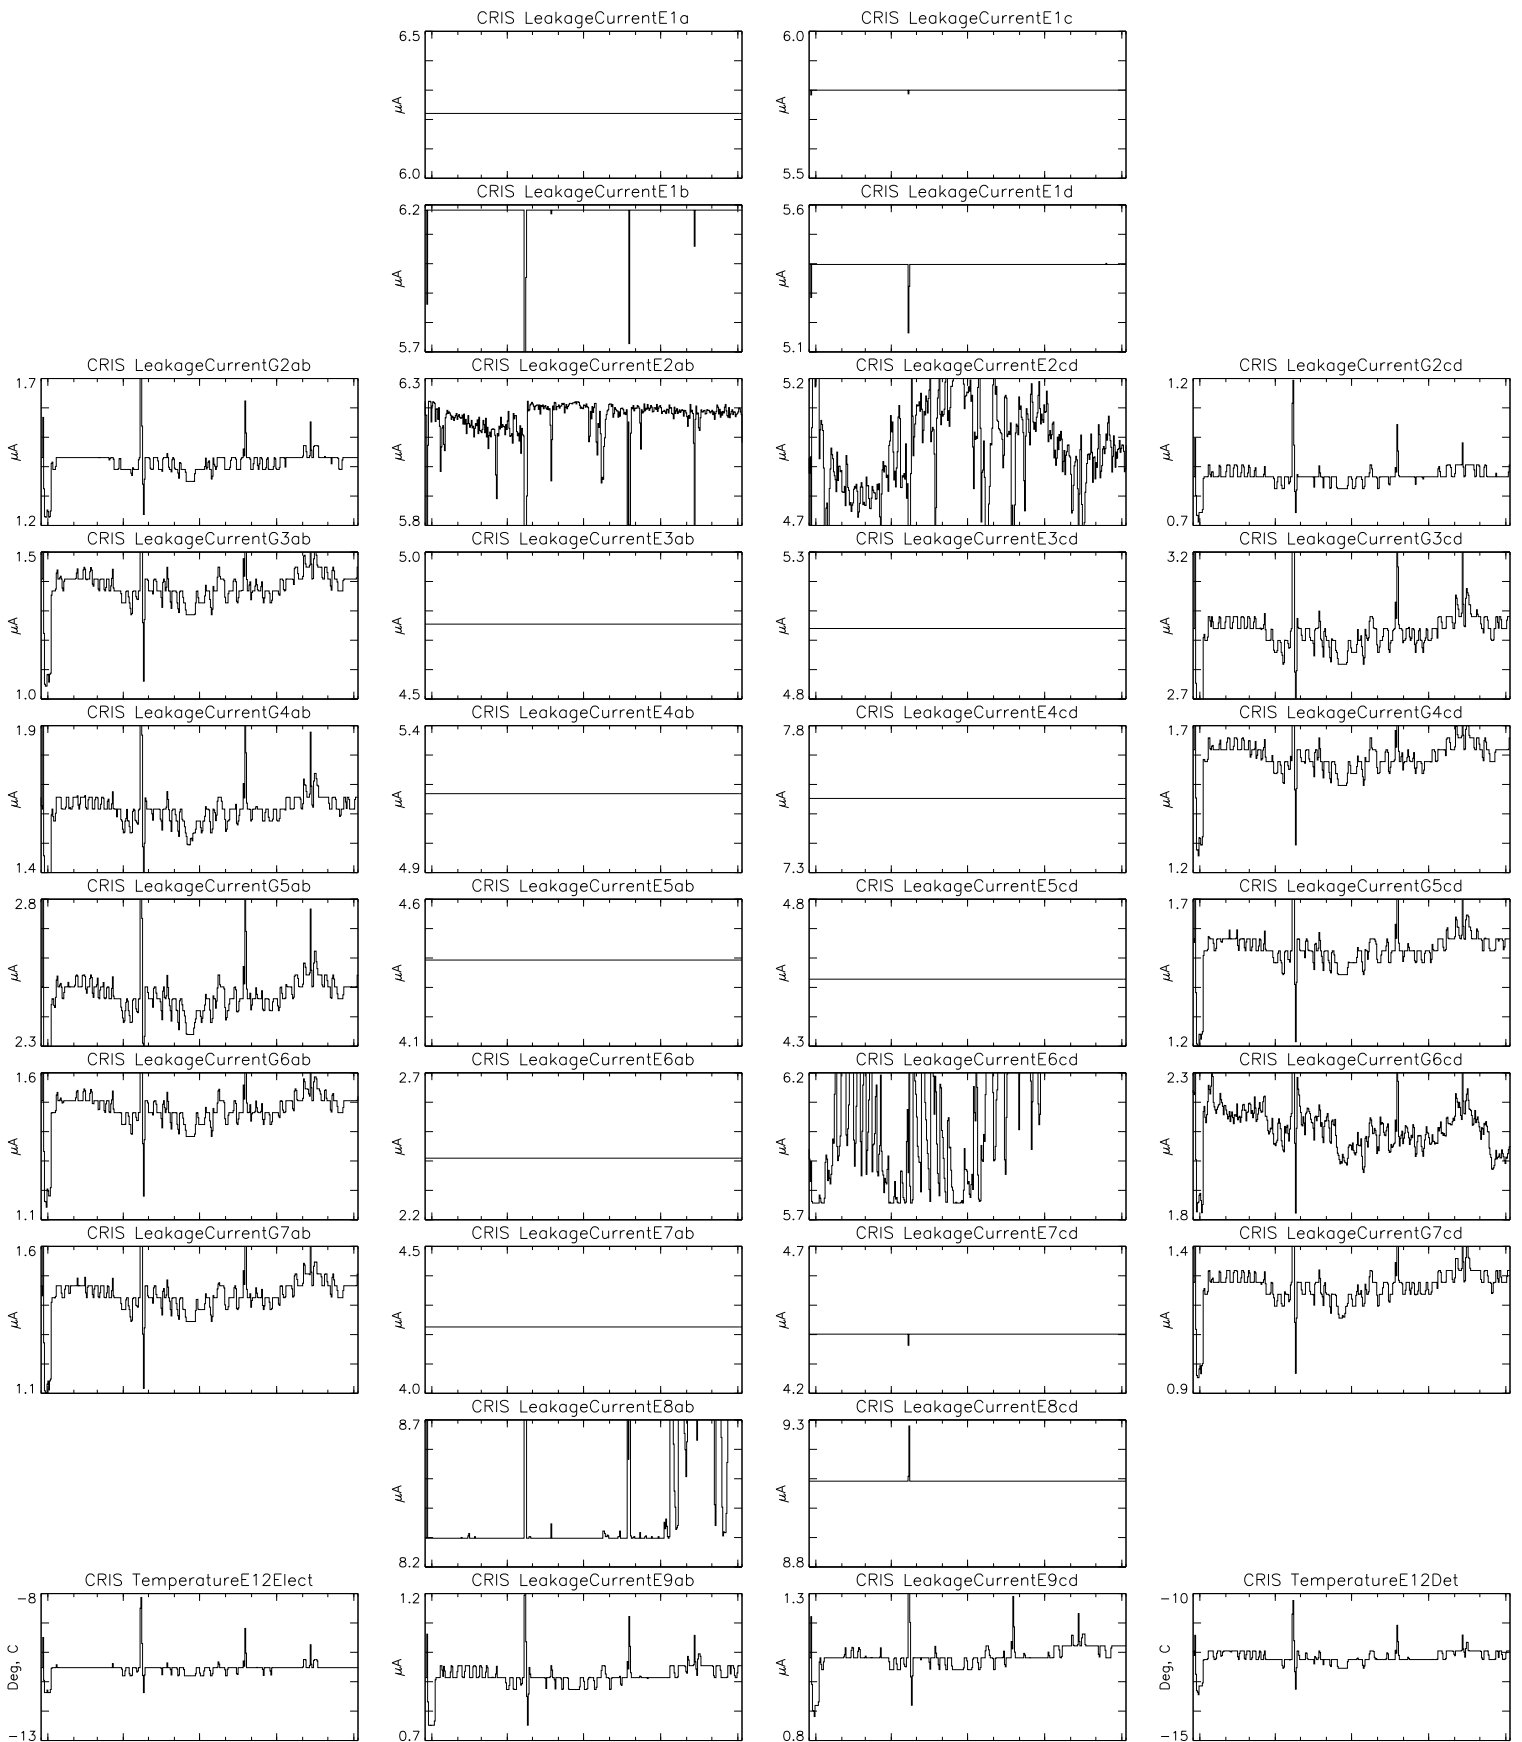 CRIS LeakageCurrentE1a
CRIS LeakageCurrentE1c
6.5
μA
6.0
6.0
μA
5.5
CRIS LeakageCurrentE1b
CRIS LeakageCurrentE1d
6.2
μA
5.7
5.6
μA
5.1
CRIS LeakageCurrentG2ab
CRIS LeakageCurrentE2ab
CRIS LeakageCurrentE2cd
CRIS LeakageCurrentG2cd
1.7
μA
1.2
6.3
μA
5.8
5.2
μA
4.7
1.2
μA
0.7
CRIS LeakageCurrentG3ab
CRIS LeakageCurrentE3ab
CRIS LeakageCurrentE3cd
CRIS LeakageCurrentG3cd
1.5
μA
1.0
5.0
μA
4.5
5.3
μA
4.8
3.2
μA
2.7
CRIS LeakageCurrentG4ab
CRIS LeakageCurrentE4ab
CRIS LeakageCurrentE4cd
CRIS LeakageCurrentG4cd
1.9
μA
1.4
5.4
μA
4.9
7.8
μA
7.3
1.7
μA
1.2
CRIS LeakageCurrentG5ab
CRIS LeakageCurrentE5ab
CRIS LeakageCurrentE5cd
CRIS LeakageCurrentG5cd
2.8
μA
2.3
4.6
μA
4.1
4.8
μA
4.3
1.7
μA
1.2
CRIS LeakageCurrentG6ab
CRIS LeakageCurrentE6ab
CRIS LeakageCurrentE6cd
CRIS LeakageCurrentG6cd
1.6
μA
1.1
2.7
μA
2.2
6.2
μA
5.7
2.3
μA
1.8
CRIS LeakageCurrentG7ab
CRIS LeakageCurrentE7ab
CRIS LeakageCurrentE7cd
CRIS LeakageCurrentG7cd
1.6
μA
1.1
4.5
μA
4.0
4.7
μA
4.2
1.4
μA
0.9
CRIS LeakageCurrentE8ab
CRIS LeakageCurrentE8cd
8.7
μA
8.2
9.3
μA
8.8
CRIS TemperatureE12Elect
CRIS LeakageCurrentE9ab
CRIS LeakageCurrentE9cd
CRIS TemperatureE12Det
−8
Deg, C
−13
1.2
μA
0.7
1.3
μA
0.8
−10
Deg, C
−15